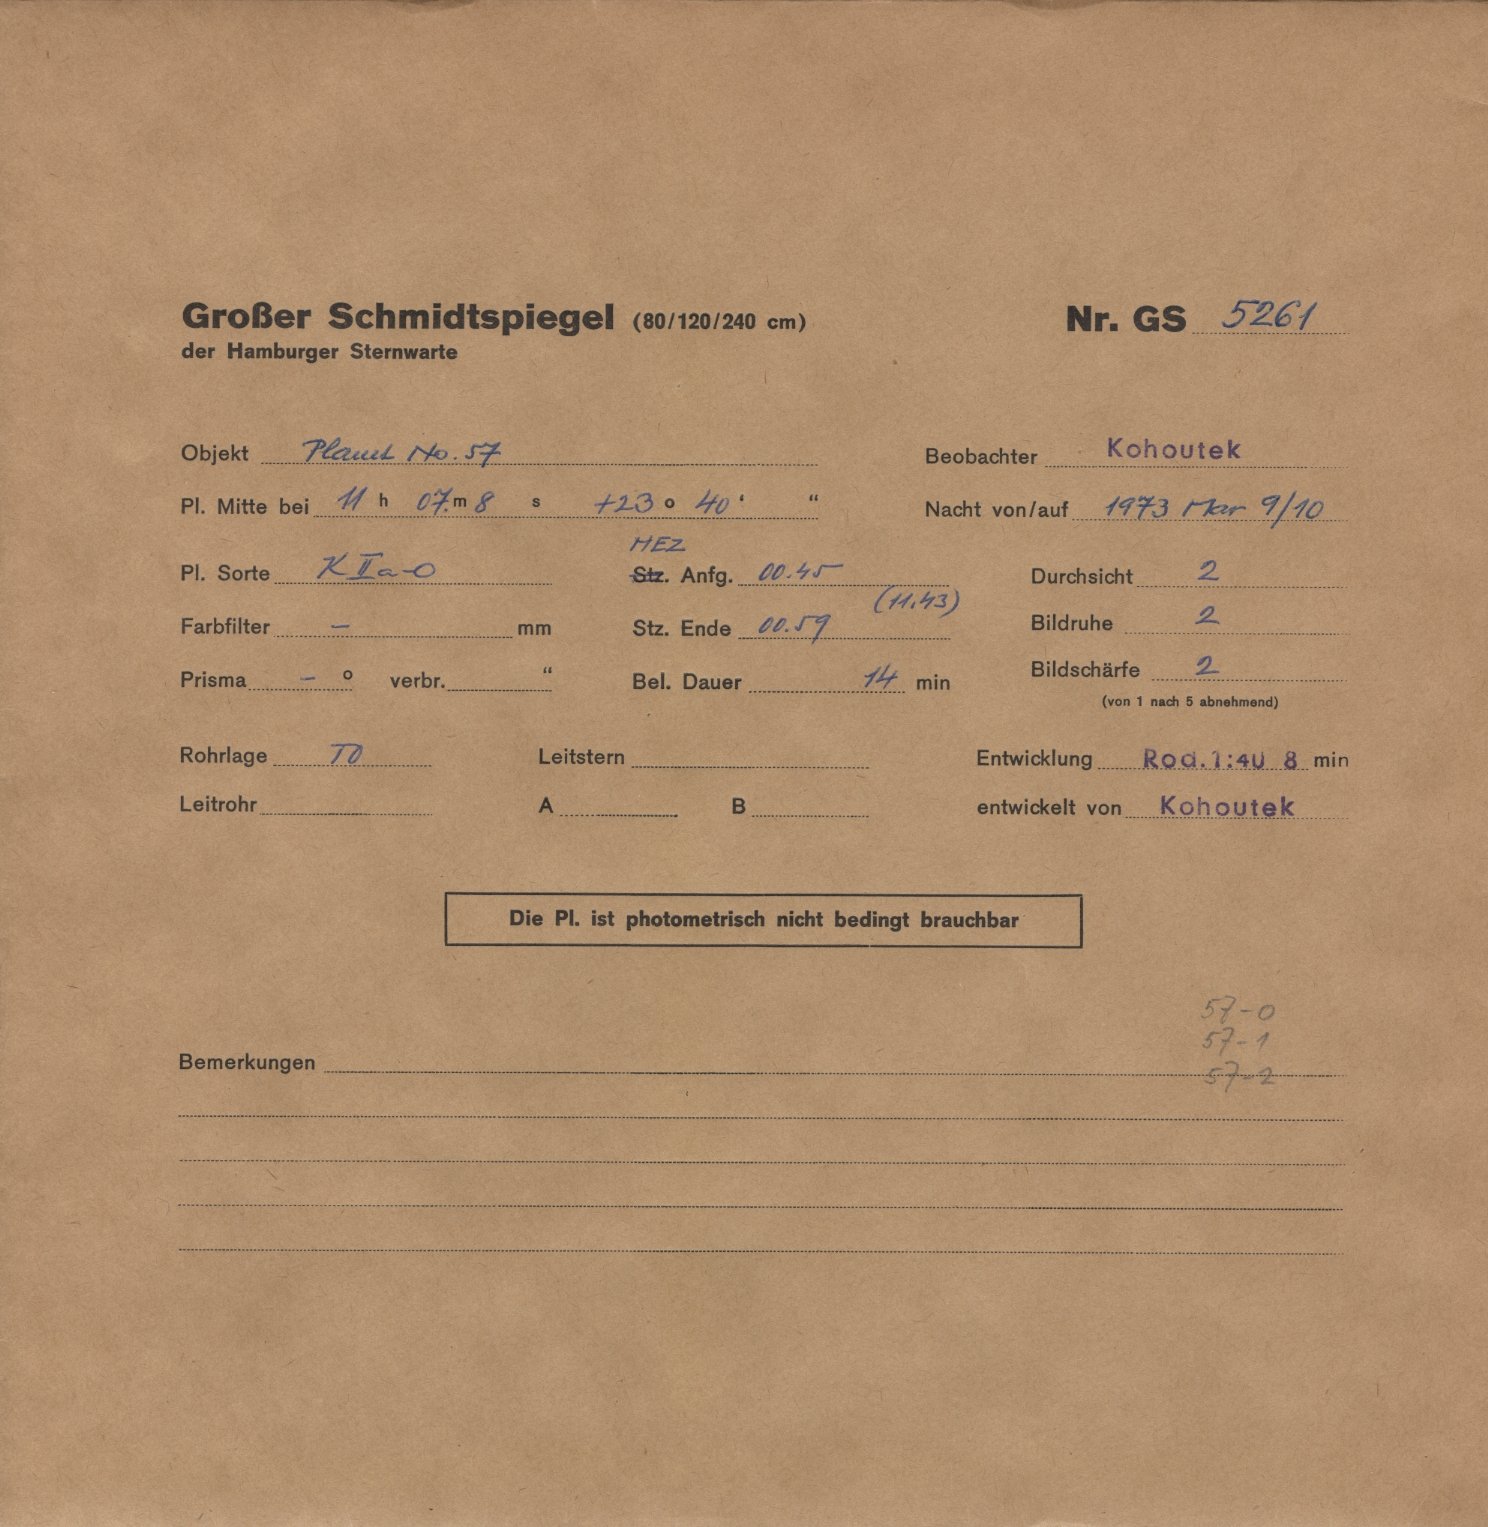 Großer Schmidtspiegel (80/120/240 cm) Nr. GS 5261
der Hamburger Sternwarte
Objekt Planet No. 57 Beobachter Kohoutek
Pl. Mitte bei 11 h 07. m 8 s +23 o 40 ‘ “ Nacht von/auf 1973 Mar 9/10
MEZ
Pl. Sorte K IIa-O Stz. Anfg. 00.45 Durchsicht 2
(11.43)
Farbfilter – mm Stz. Ende 00.59 Bildruhe 2
Prisma – o verbr. “ Bel. Dauer 14 min Bildschärfe 2
(von 1 nach 5 abnehmend)
Rohrlage TO Leitstern Entwicklung Rod. 1:40 8 min
Leitrohr A B entwickelt von Kohoutek
Die Pl. ist photometrisch nicht bedingt brauchbar
57-0
57-1
Bemerkungen
57-2